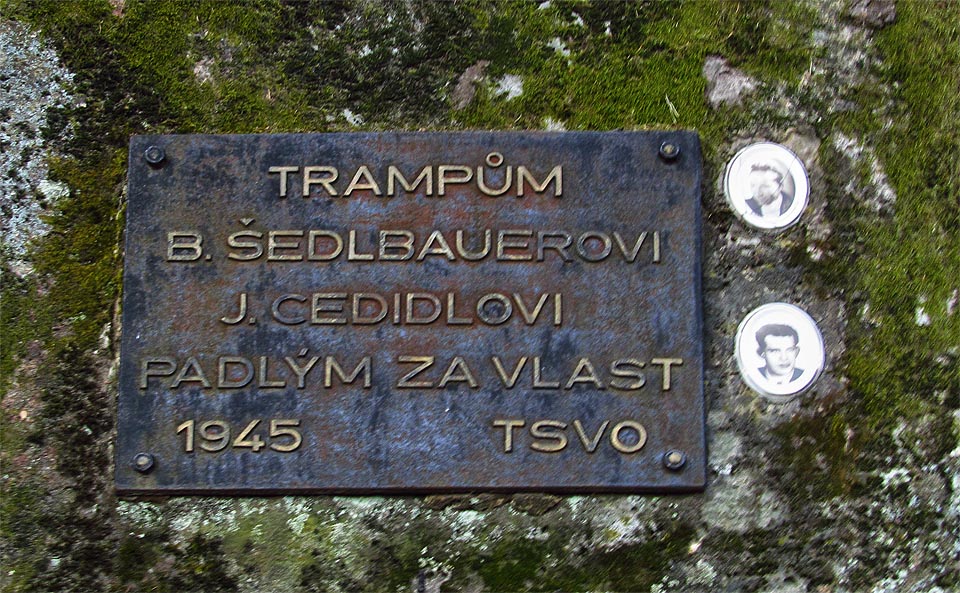 TRAMPŮM
B. ŠEDLBAUEROVI
J. CEDIDLOVI
PADLÝM ZA VLAST
1945 TSVO